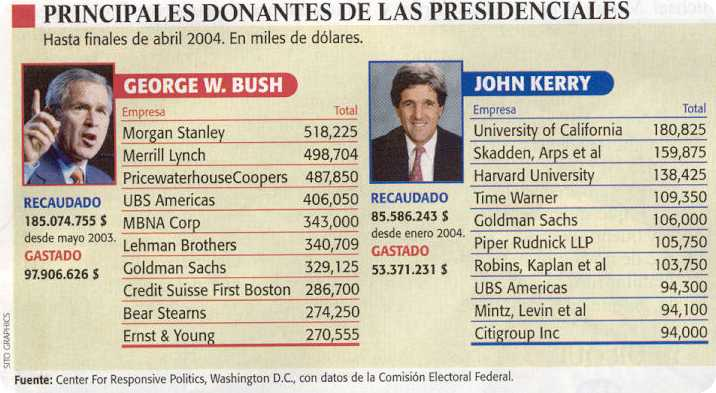 PRINCIPALES DONANTES DE LAS PRESIDENCIALES
Hasta finales de abril 2004. En miles de dólares.
GEORGE W. BUSH
Empresa Total
Morgan Stanley 518,225
Merrill Lynch 498,704
PricewaterhouseCoopers 487,850
UBS Americas 406,050
MBNA Corp 343,000
Lehman Brothers 340,709
Goldman Sachs 329,125
Credit Suisse First Boston 286,700
Bear Stearns 274,250
Ernst & Young 270,555
RECAUDADO
185.074.755 $
desde mayo 2003.
GASTADO
97.906.626 $
JOHN KERRY
Empresa Total
University of California 180,825
Skadden, Arps et al 159,875
Harvard University 138,425
Time Warner 109,350
Goldman Sachs 106,000
Piper Rudnick LLP 105,750
Robins, Kaplan et al 103,750
UBS Americas 94,300
Mintz, Levin et al 94,100
Citigroup Inc 94,000
RECAUDADO
85.586.243 $
desde enero 2004.
GASTADO
53.371.231 $
SITO GRAPHICS
Fuente: Center For Responsive Politics, Washington D.C., con datos de la Comisión Electoral Federal.